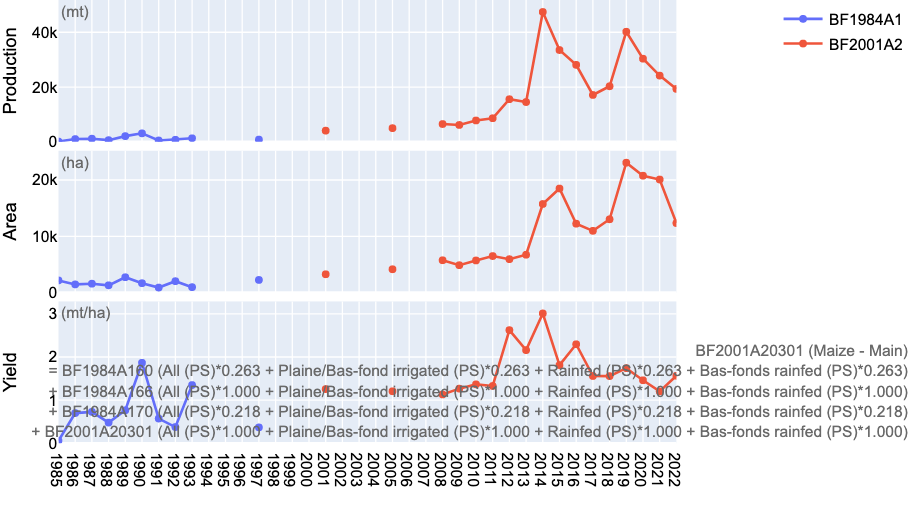 (mt)
Production
40k
20k
0
BF1984A1
BF2001A2
(ha)
Area
20k
10k
0
(mt/ha)
Yield
3
2
1
0
BF2001A20301 (Maize - Main)
= BF1984A160 (All (PS)*0.263 + Plaine/Bas-fond irrigated (PS)*0.263 + Rainfed (PS)*0.263 + Bas-fonds rainfed (PS)*0.263)
+ BF1984A166 (All (PS)*1.000 + Plaine/Bas-fond irrigated (PS)*1.000 + Rainfed (PS)*1.000 + Bas-fonds rainfed (PS)*1.000)
+ BF1984A170 (All (PS)*0.218 + Plaine/Bas-fond irrigated (PS)*0.218 + Rainfed (PS)*0.218 + Bas-fonds rainfed (PS)*0.218)
+ BF2001A20301 (All (PS)*1.000 + Plaine/Bas-fond irrigated (PS)*1.000 + Rainfed (PS)*1.000 + Bas-fonds rainfed (PS)*1.000)
1985
1986
1987
1988
1989
1990
1991
1992
1993
1994
1995
1996
1997
1998
1999
2000
2001
2002
2003
2004
2005
2006
2007
2008
2009
2010
2011
2012
2013
2014
2015
2016
2017
2018
2019
2020
2021
2022